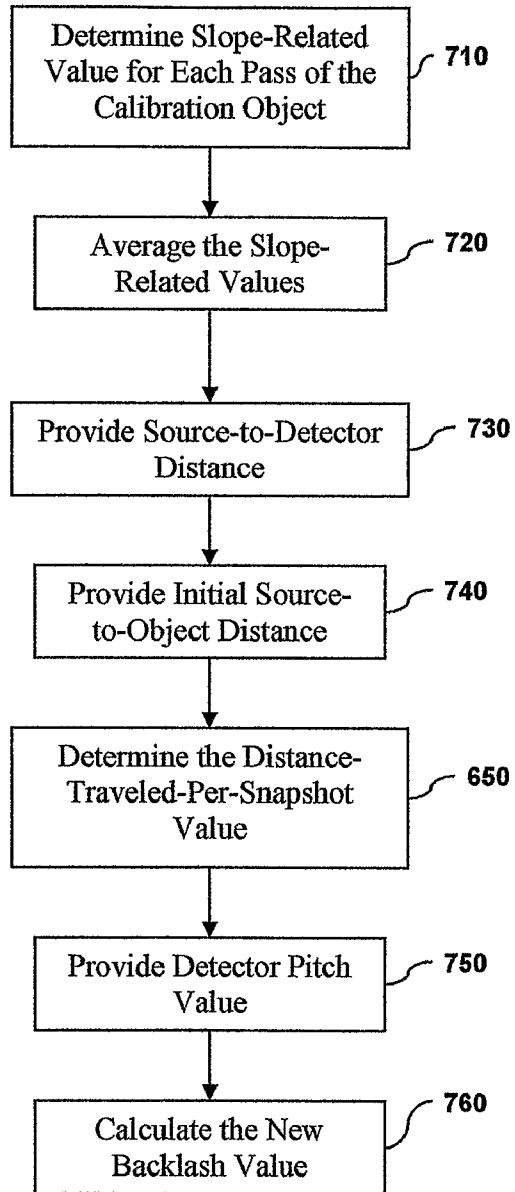 Determine Slope-Related
Value for Each Pass of the
Calibration Object
710
Average the Slope-
Related Values
720
Provide Source-to-Detector
Distance
730
Provide Initial Source-
to-Object Distance
740
Determine the Distance-
Traveled-Per-Snapshot
Value
650
Provide Detector Pitch
Value
750
Calculate the New
Backlash Value
760